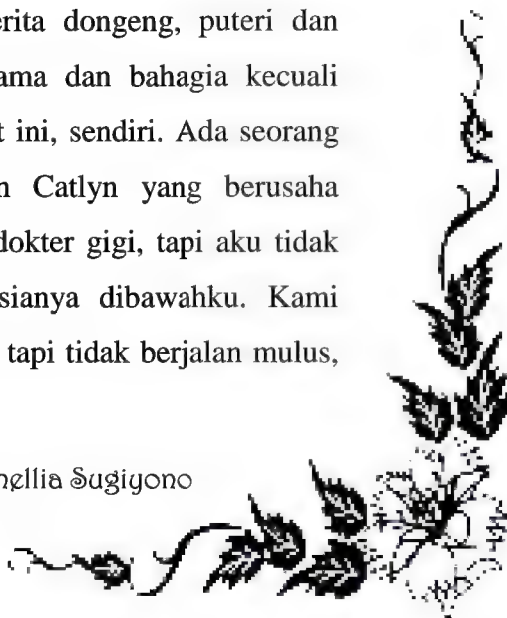 erita dongeng, puteri dan
ama dan bahagia kecuali
t ini, sendiri. Ada seorang
n Catlyn yang berusaha
dokter gigi, tapi aku tidak
sianya dibawahku. Kami
tapi tidak berjalan mulus,
nellia Sugiyono